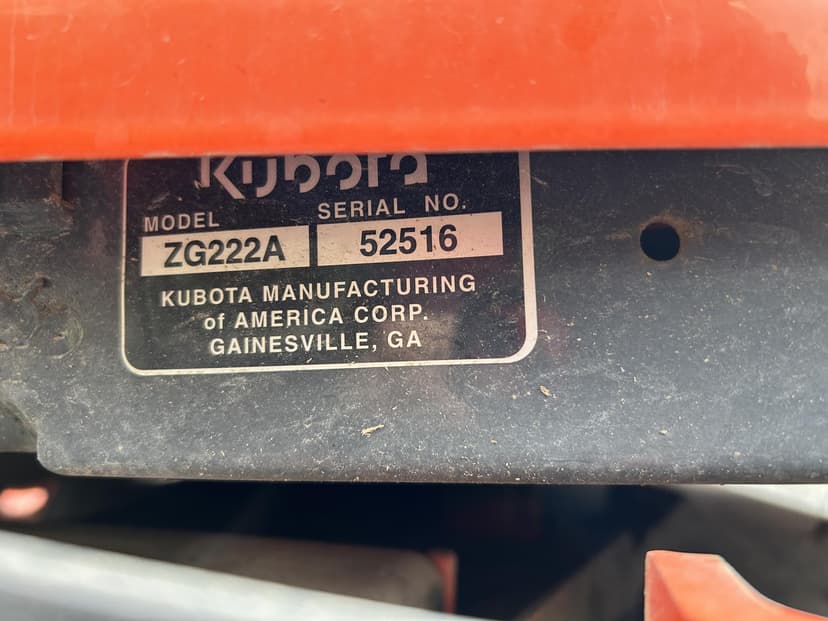 Kubota
MODEL SERIAL NO.
ZG222A 52516
KUBOTA MANUFACTURING
of AMERICA CORP.
GAINESVILLE, GA